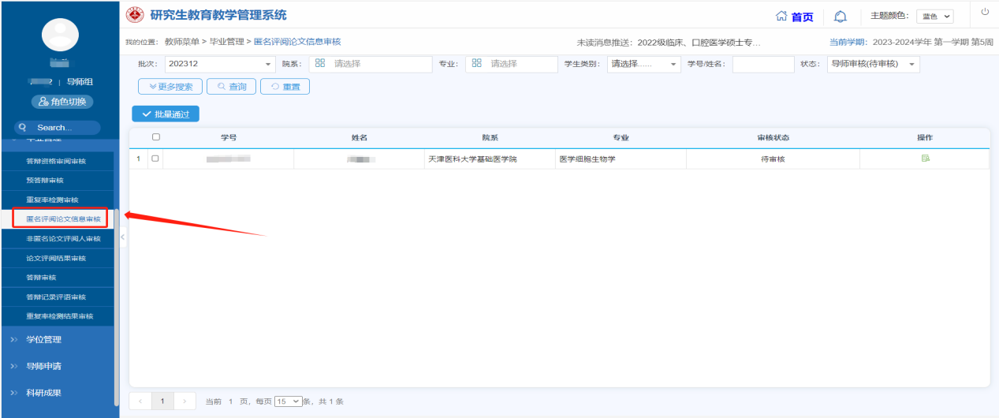 研究生教育教学管理系统
首页
主题颜色： 蓝色
我的位置： 教师菜单 > 毕业管理 > 匿名评阅论文信息审核
未读消息推送：2022级临床、口腔医学硕士专…
当前学期：2023-2024学年 第一学期 第5周
导师组
角色切换
Search...
答辩资格审阅审核
预答辩审核
重复率检测审核
匿名评阅论文信息审核
非匿名论文评阅人审核
论文评阅结果审核
答辩审核
答辩记录评语审核
重复率检测结果审核
学位管理
导师申请
科研成果
批次： 202312 院系： 请选择 专业： 请选择 学生类别： 请选择...... 学号/姓名： 状态： 导师审核(待审核)
更多搜索 查询 重置
批量通过
学号 姓名 院系 专业 审核状态 操作
1 天津医科大学基础医学院 医学细胞生物学 待审核
< 1 > 当前 1 页，每页 15 条，共 1 条